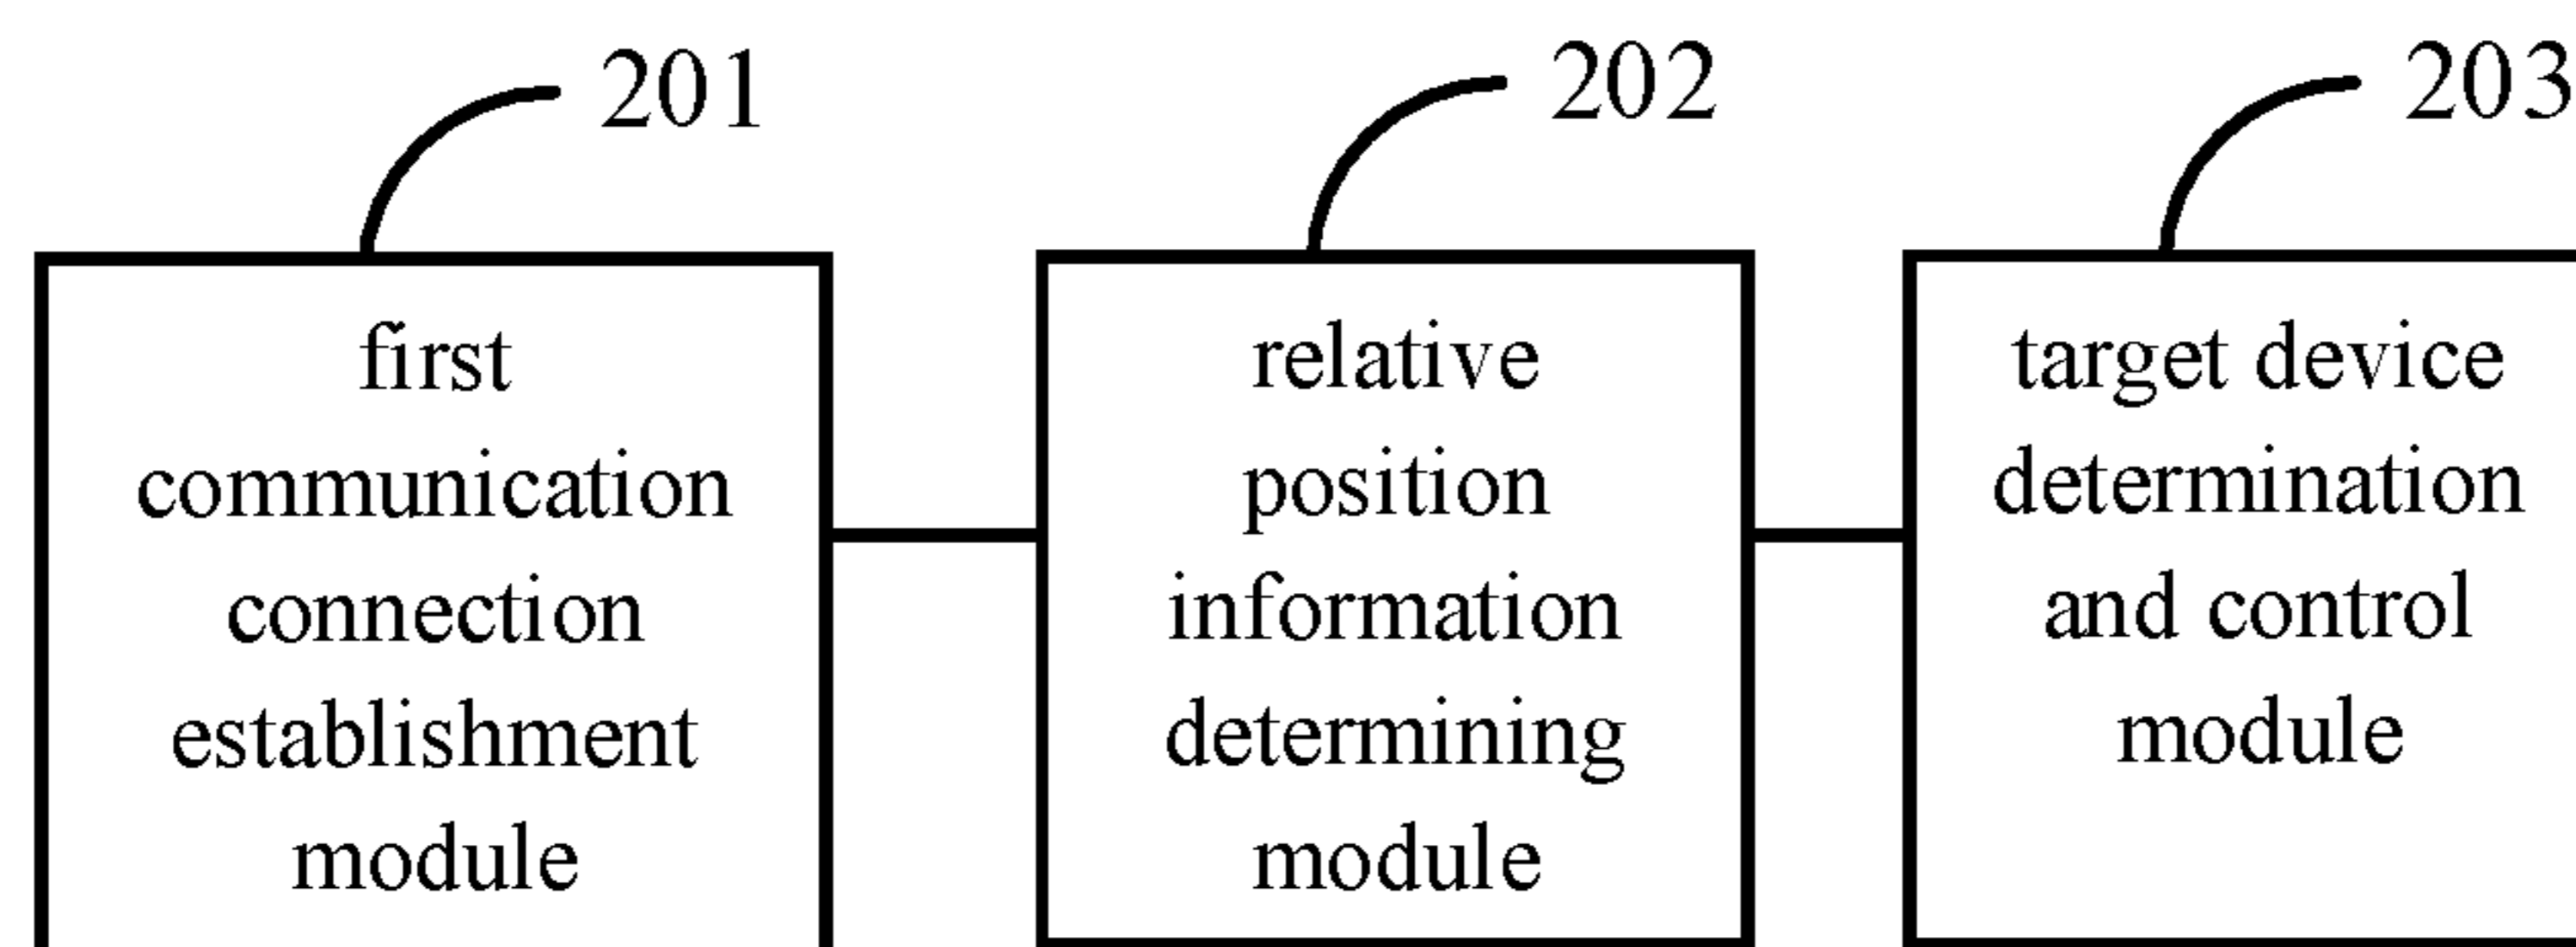 201
202
203
first
communication
connection
establishment
module
relative
position
information
determining
module
target device
determination
and control
module